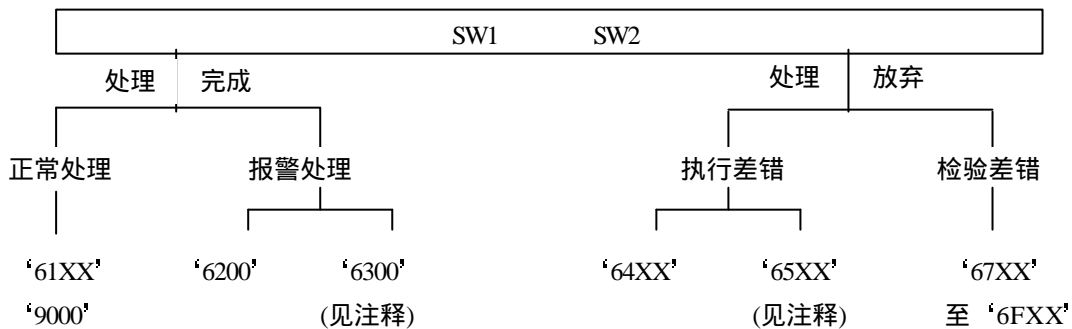 SW1 SW2
处理 完成 处理 放弃
正常处理 报警处理 执行差错 检验差错
‘61XX’ ‘6200’ ‘6300’ ‘64XX’ ‘65XX’ ‘67XX’
‘9000’ (见注释) (见注释) 至 ‘6FXX’